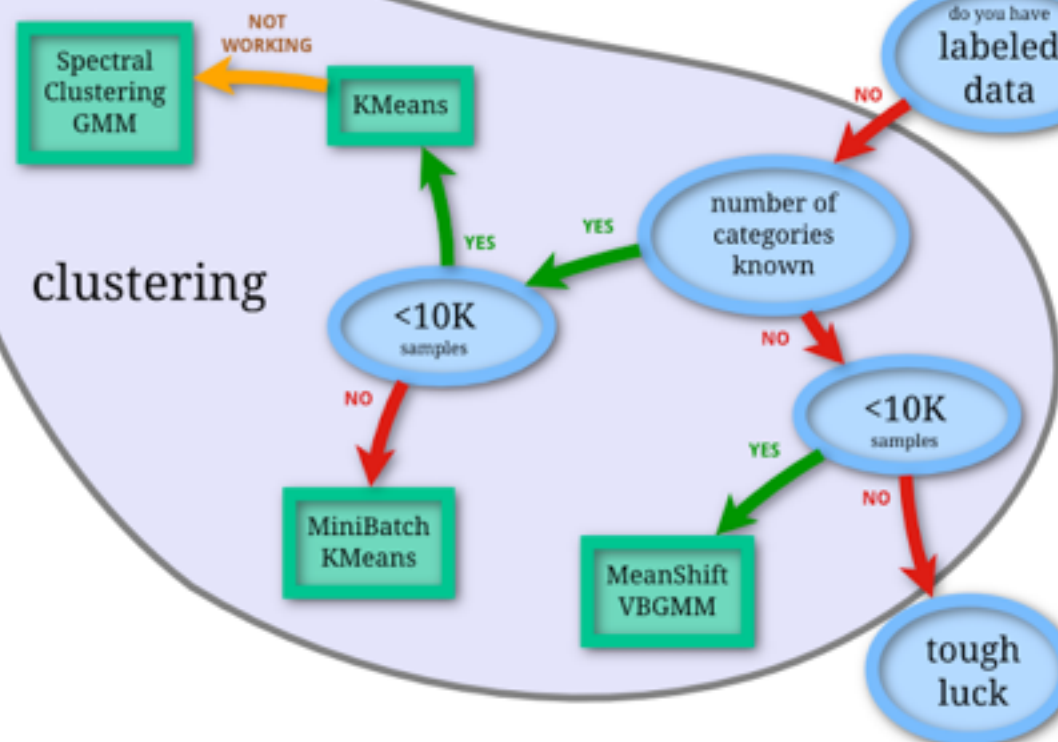 NOT
WORKING
Spectral
Clustering
GMM
KMeans
do you have
labeled
data
NO
number of
categories
known
YES
YES
clustering
<10K
samples
NO
NO
<10K
samples
YES
NO
MiniBatch
KMeans
MeanShift
VBGMM
tough
luck